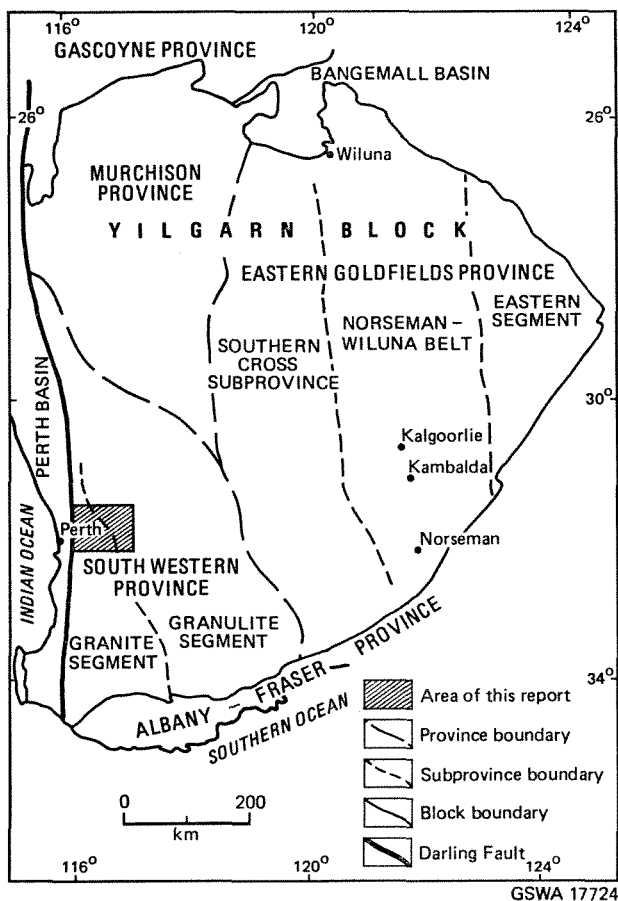 116°
120°
124°
GASCOYNE PROVINCE
BANGEMALL BASIN
26°
26°
Wiluna
MURCHISON
PROVINCE
YILGARN BLOCK
EASTERN GOLDFIELDS PROVINCE
EASTERN
SEGMENT
NORSEMAN –
WILUNA BELT
SOUTHERN
CROSS
SUBPROVINCE
PERTH BASIN
30°
Kalgoorlie
Kambalda
INDIAN OCEAN
Perth
Norseman
SOUTH WESTERN
PROVINCE
GRANULITE
SEGMENT
GRANITE
SEGMENT
ALBANY – FRASER – PROVINCE
SOUTHERN OCEAN
34°
Area of this report
Province boundary
Subprovince boundary
Block boundary
Darling Fault
0 200
km
116°
120°
124°
GSWA 17724